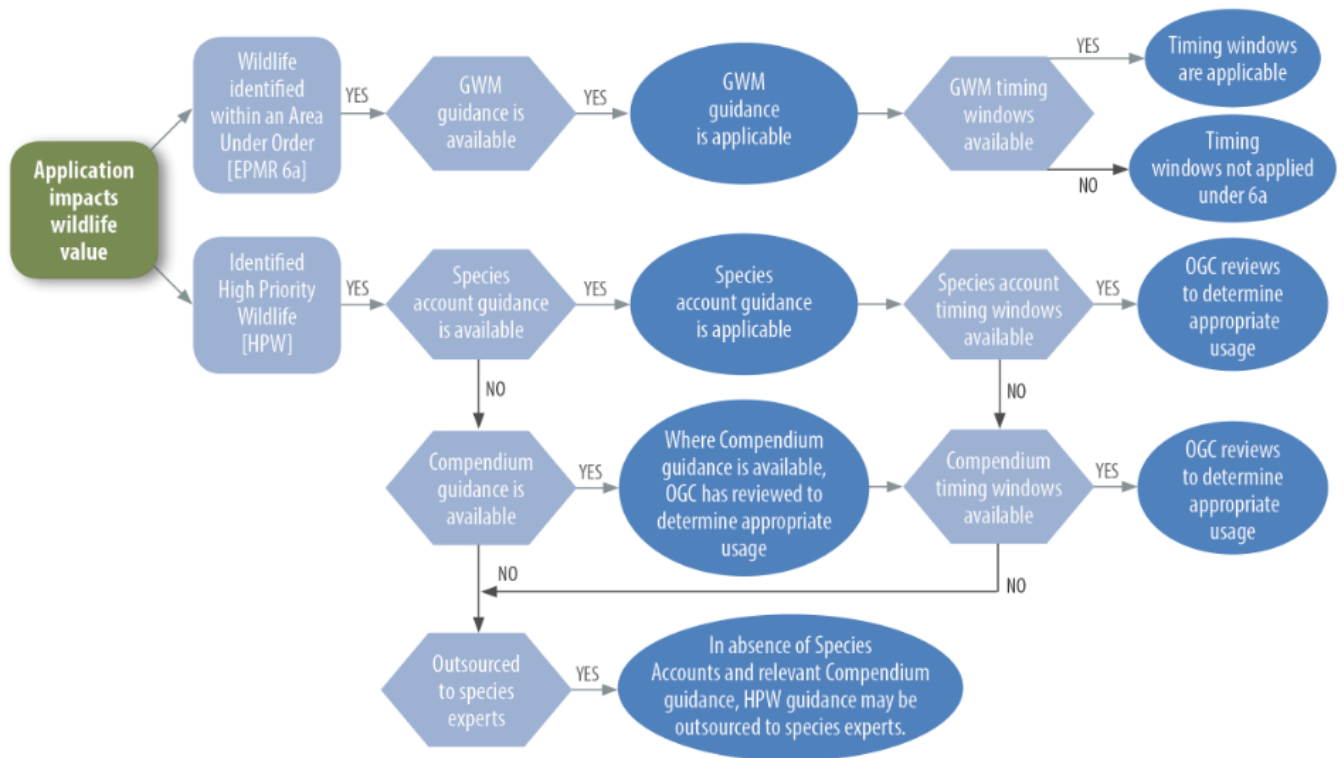 Application
impacts
wildlife
value
Wildlife
identified
within an Area
Under Order
[EPMR 6a]
YES
GWM
guidance is
available
YES
GWM
guidance
is applicable
GWM timing
windows
available
YES
Timing windows
are applicable
NO
Timing
windows not applied
under 6a
Identified
High Priority
Wildlife
[HPW]
YES
Species
account guidance
is available
YES
Species
account guidance
is applicable
Species account
timing windows
available
YES
OGC reviews
to determine
appropriate
usage
NO
NO
Compendium
guidance is
available
YES
Where Compendium
guidance is available,
OGC has reviewed to
determine appropriate
usage
Compendium
timing windows
available
YES
OGC reviews
to determine
appropriate
usage
NO
NO
Outsourced
to species
experts
YES
In absence of Species
Accounts and relevant Compendium
guidance, HPW guidance may be
outsourced to species experts.